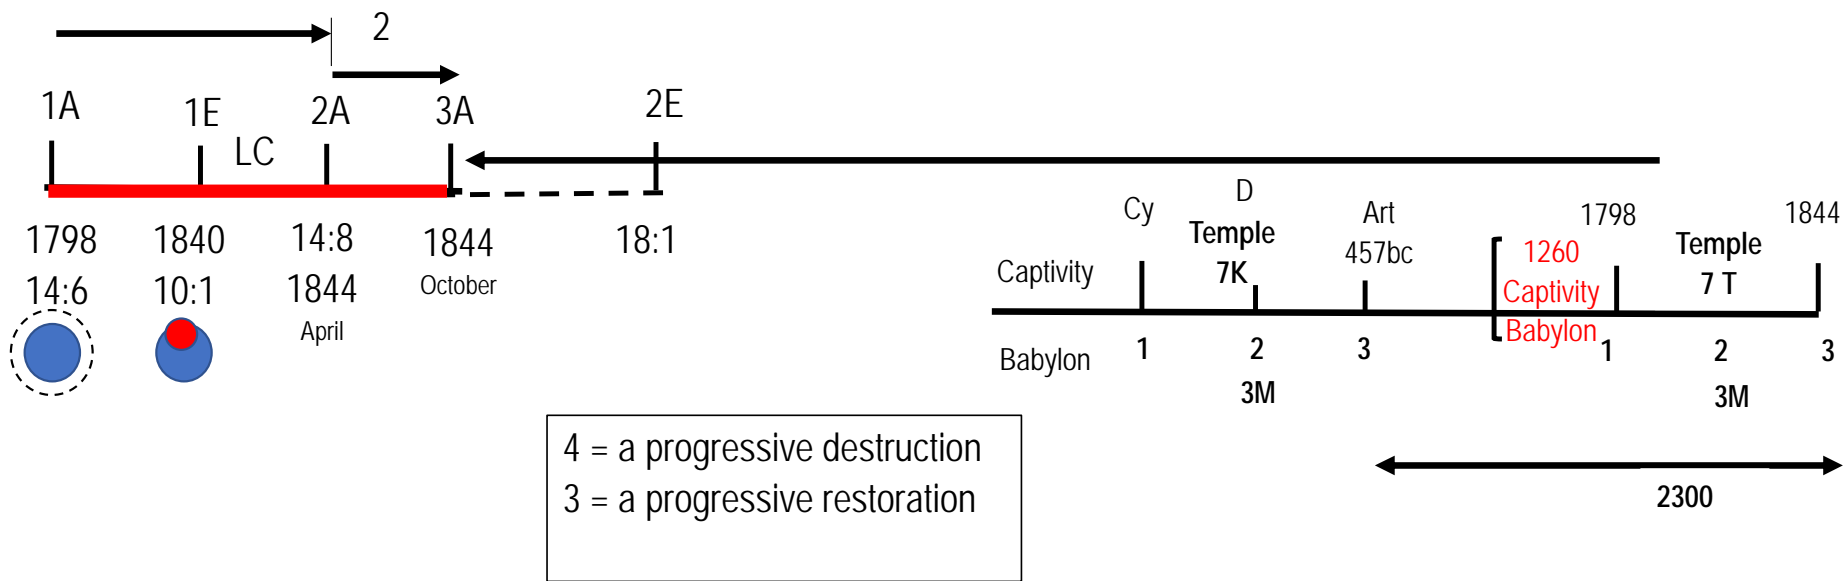 2
1A
1E
2A
3A
2E
LC
1798
1840
14:8
1844
18:1
14:6
10:1
1844
October
April
Cy
D
Art
1798
1844
Temple
7K
457bc
Captivity
1260
Captivity
Babylon
Temple
7 T
Babylon
1
2
3
1
2
3
3M
3M
2300
4 = a progressive destruction
3 = a progressive restoration